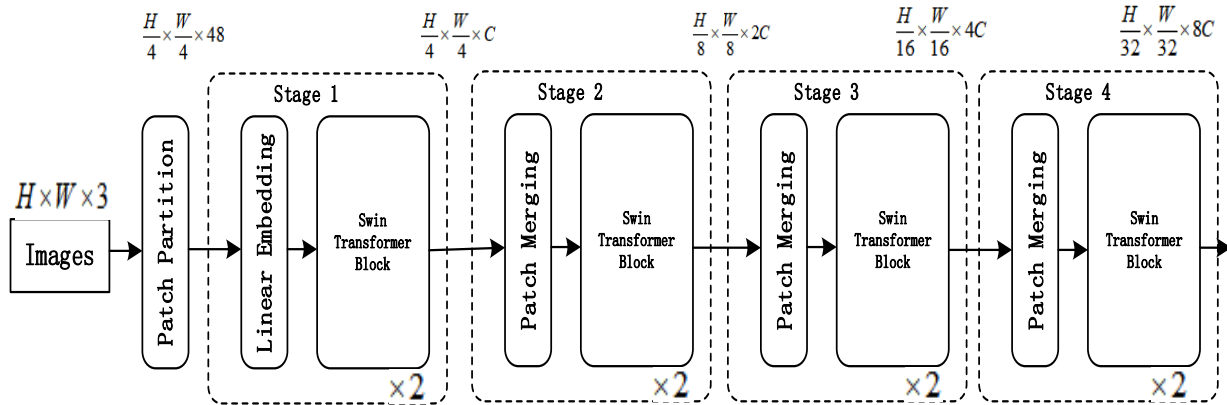 H/4 × W/4 × 48
H/4 × W/4 × C
H/8 × W/8 × 2C
H/16 × W/16 × 4C
H/32 × W/32 × 8C
H×W×3
Images
Patch Partition
Stage 1
Linear Embedding
Swin
Transformer
Block
×2
Stage 2
Patch Merging
Swin
Transformer
Block
×2
Stage 3
Patch Merging
Swin
Transformer
Block
×2
Stage 4
Patch Merging
Swin
Transformer
Block
×2